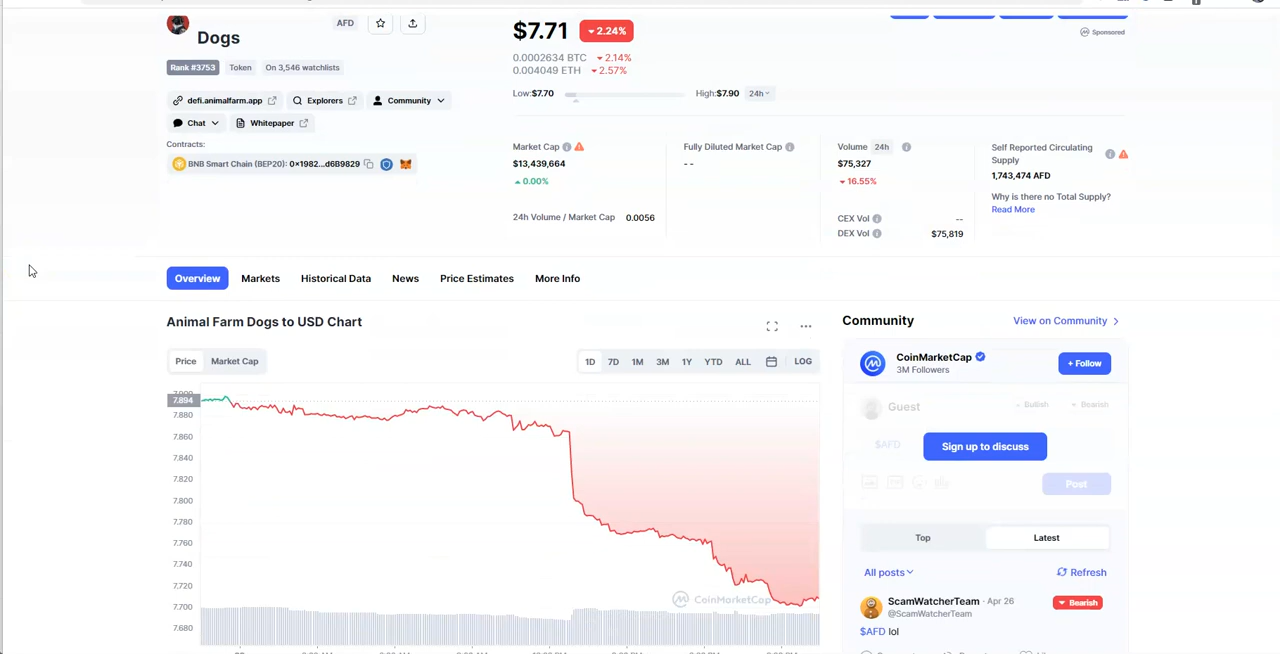 Dogs
AFD
Rank #3753
Token
On 3,546 watchlists
defi.animalfarm.app
Explorers
Community
Chat
Whitepaper
Contracts:
BNB Smart Chain (BEP20): 0x1982...d6B9829
$7.71
2.24%
0.0002634 BTC 2.14%
0.004049 ETH 2.57%
Low:$7.70
High:$7.90
24h
Sponsored
Market Cap
$13,439,664
0.00%
24h Volume / Market Cap 0.0056
Fully Diluted Market Cap
- -
Volume 24h
$75,327
16.55%
CEX Vol --
DEX Vol $75,819
Self Reported Circulating
Supply
1,743,474 AFD
Why is there no Total Supply?
Read More
Overview
Markets
Historical Data
News
Price Estimates
More Info
Animal Farm Dogs to USD Chart
Price
Market Cap
1D 7D 1M 3M 1Y YTD ALL LOG
7.900
7.894
7.880
7.860
7.840
7.820
7.800
7.780
7.760
7.740
7.720
7.700
7.680
CoinMarketCap
Community
View on Community
CoinMarketCap
3M Followers
+ Follow
Guest
Bullish
Bearish
$AFD
Sign up to discuss
Post
Top
Latest
All posts
Refresh
ScamWatcherTeam · Apr 26
@ScamWatcherTeam
Bearish
$AFD lol